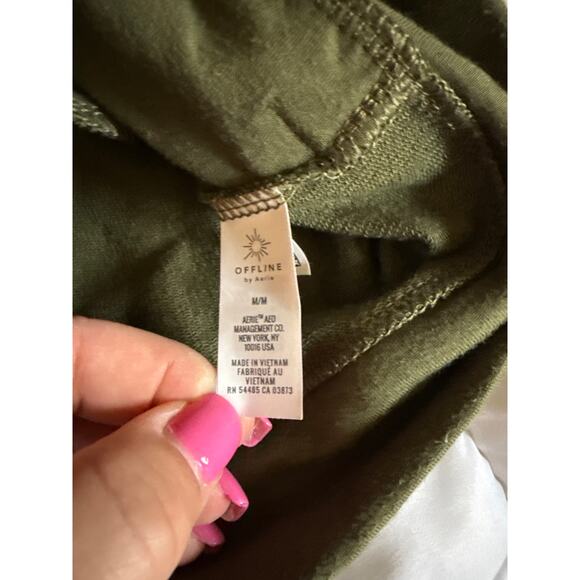 OFFLINE
by Aerie
M/M
AERIE™ AEO
MANAGEMENT CO.
NEW YORK, NY
10016 USA
MADE IN VIETNAM
FABRIQUÉ AU
VIETNAM
RN 54485 CA 03873